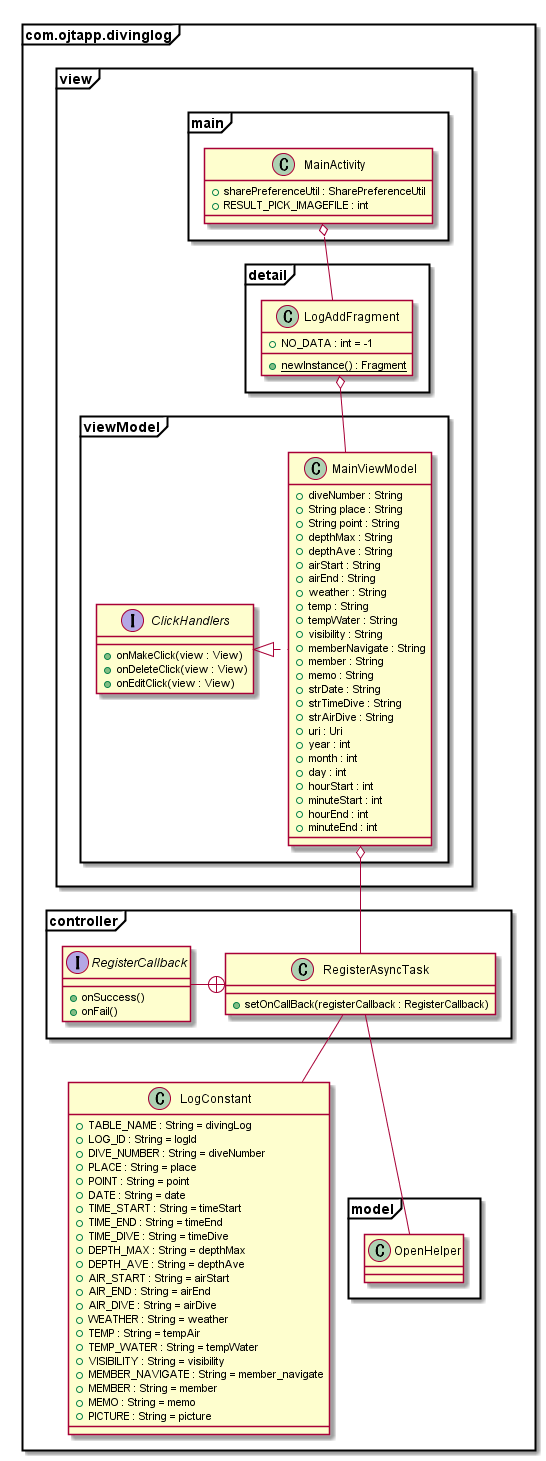 com.ojtapp.divinglog
view
main
C MainActivity
sharePreferenceUtil : SharePreferenceUtil
RESULT_PICK_IMAGEFILE : int
detail
C LogAddFragment
NO_DATA : int = -1
newInstance() : Fragment
viewModel
C MainViewModel
diveNumber : String
String place : String
String point : String
depthMax : String
depthAve : String
airStart : String
airEnd : String
weather : String
temp : String
tempWater : String
visibility : String
memberNavigate : String
member : String
memo : String
strDate : String
strTimeDive : String
strAirDive : String
uri : Uri
year : int
month : int
day : int
hourStart : int
minuteStart : int
hourEnd : int
minuteEnd : int
I ClickHandlers
onMakeClick(view : View)
onDeleteClick(view : View)
onEditClick(view : View)
controller
I RegisterCallback
onSuccess()
onFail()
C RegisterAsyncTask
setOnCallBack(registerCallback : RegisterCallback)
C LogConstant
TABLE_NAME : String = divingLog
LOG_ID : String = logId
DIVE_NUMBER : String = diveNumber
PLACE : String = place
POINT : String = point
DATE : String = date
TIME_START : String = timeStart
TIME_END : String = timeEnd
TIME_DIVE : String = timeDive
DEPTH_MAX : String = depthMax
DEPTH_AVE : String = depthAve
AIR_START : String = airStart
AIR_END : String = airEnd
AIR_DIVE : String = airDive
WEATHER : String = weather
TEMP : String = tempAir
TEMP_WATER : String = tempWater
VISIBILITY : String = visibility
MEMBER_NAVIGATE : String = member_navigate
MEMBER : String = member
MEMO : String = memo
PICTURE : String = picture
model
C OpenHelper